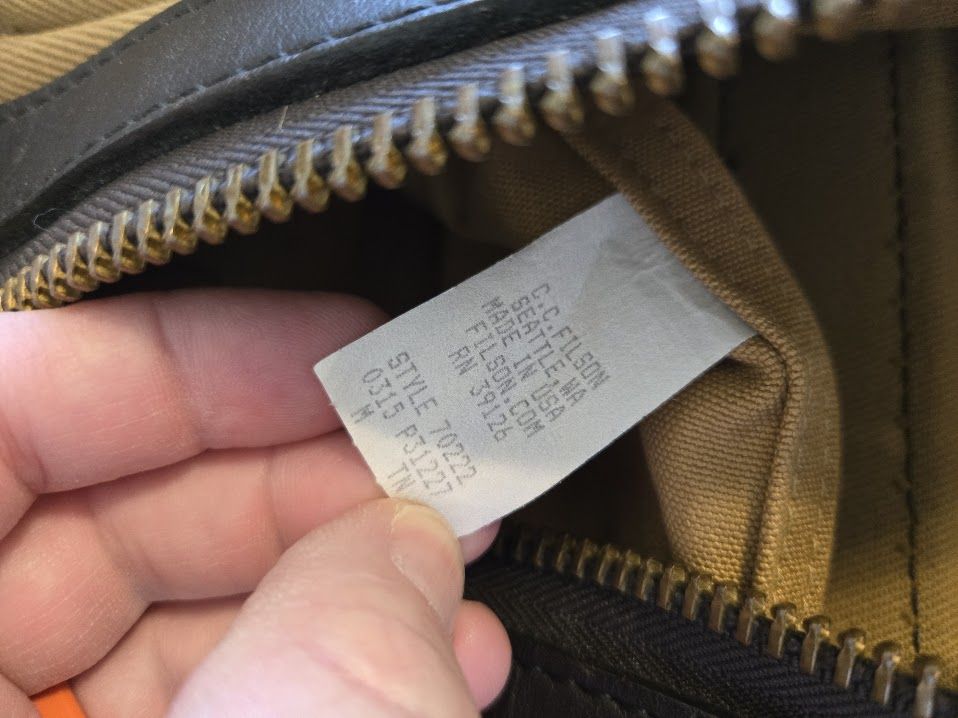 C.C.FILSON
SEATTLE WA
MADE IN USA
FILSON.COM
RN 39126
STYLE 70222
0315 P31227
M TN